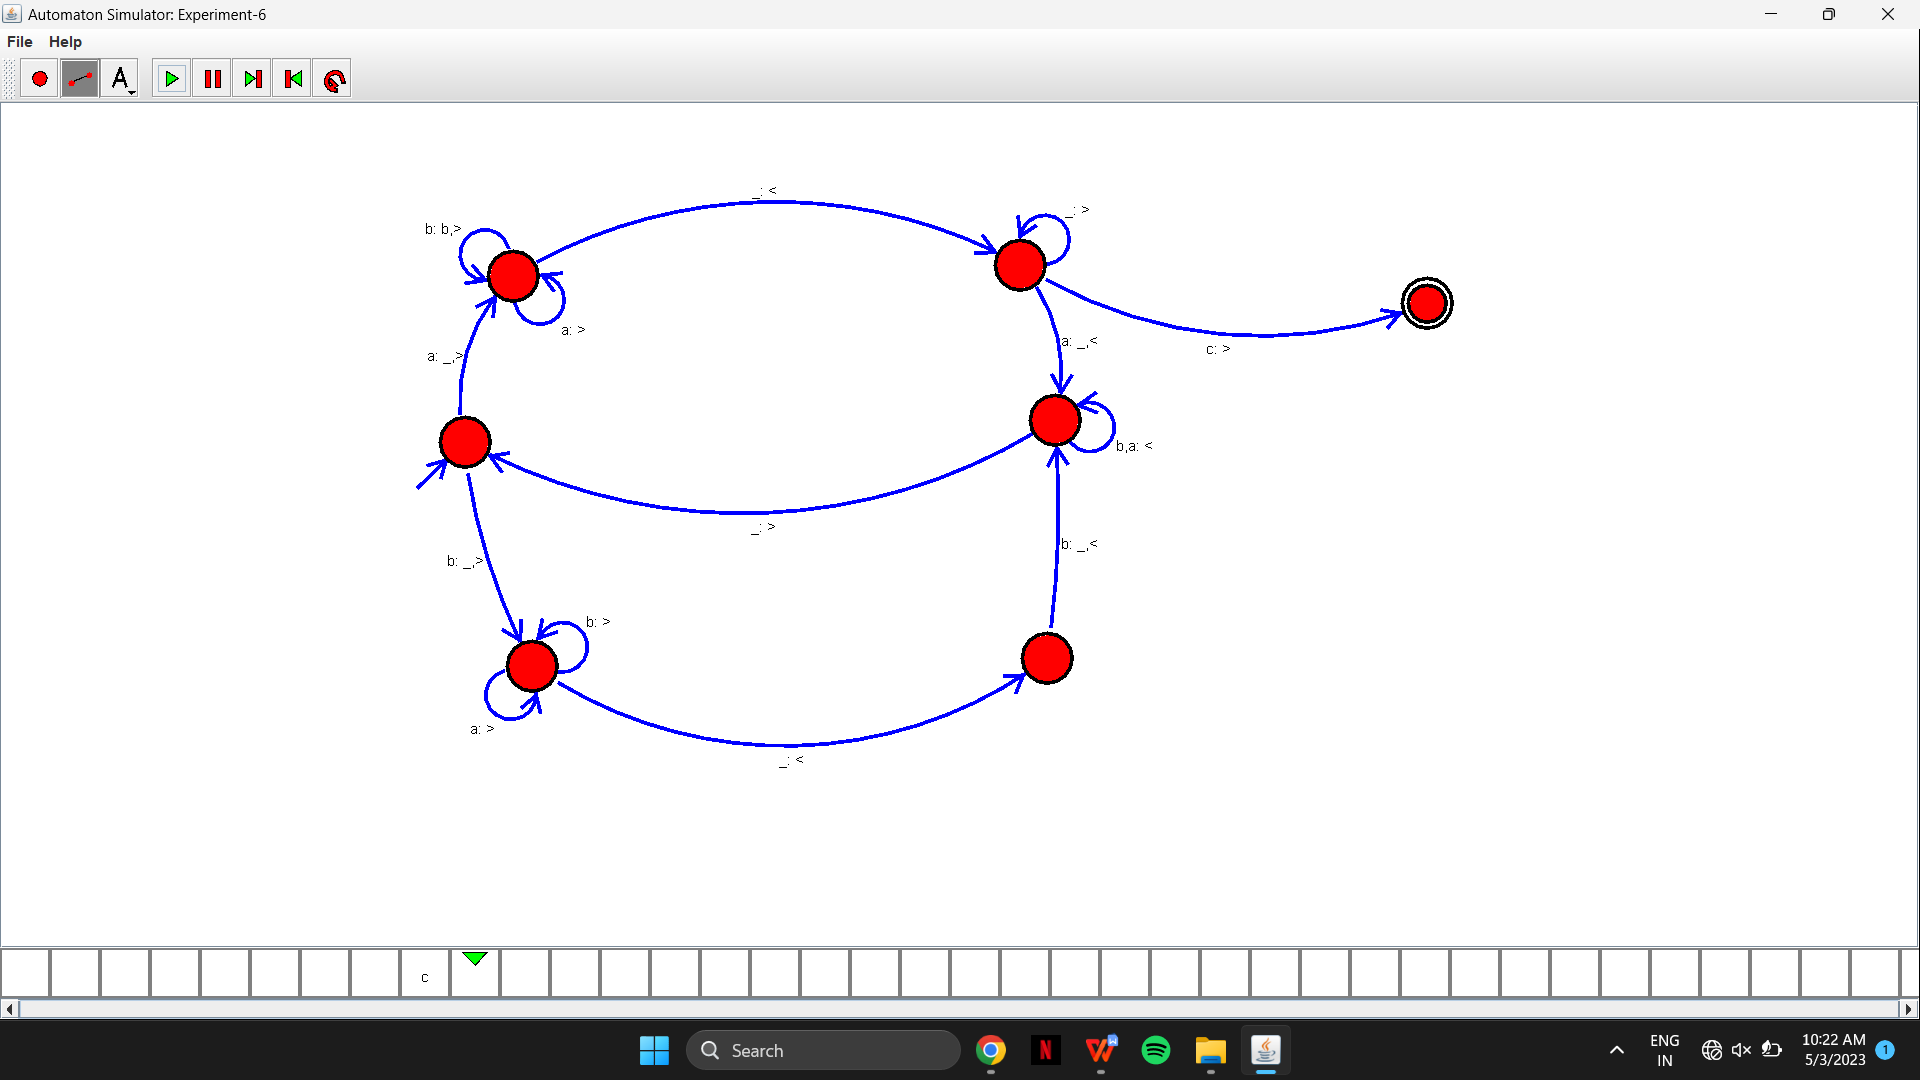 Automaton Simulator: Experiment-6
File Help
A
_: <
_: >
b: b,>
a: >
a: _,<
c: >
a: _,>
b,a: <
_: >
b: _,<
b: _,>
b: >
a: >
_: <
c
Search
ENG
IN
10:22 AM
5/3/2023
1